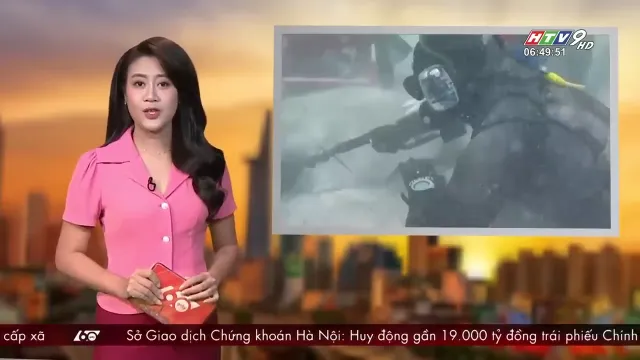 HTV9 HD
06:49:51
cấp xã 60 Sở Giao dịch Chứng khoán Hà Nội: Huy động gần 19.000 tỷ đồng trái phiếu Chính